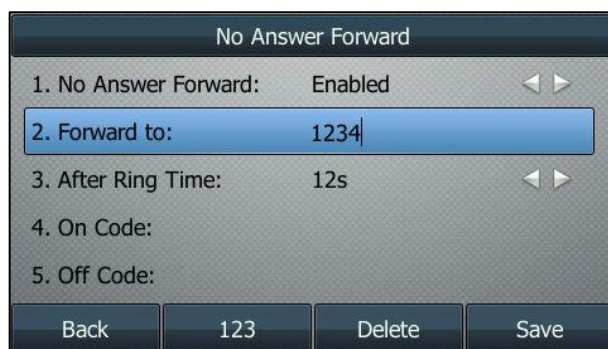 No Answer Forward
1. No Answer Forward: Enabled
2. Forward to: 1234
3. After Ring Time: 12s
4. On Code:
5. Off Code:
Back 123 Delete Save